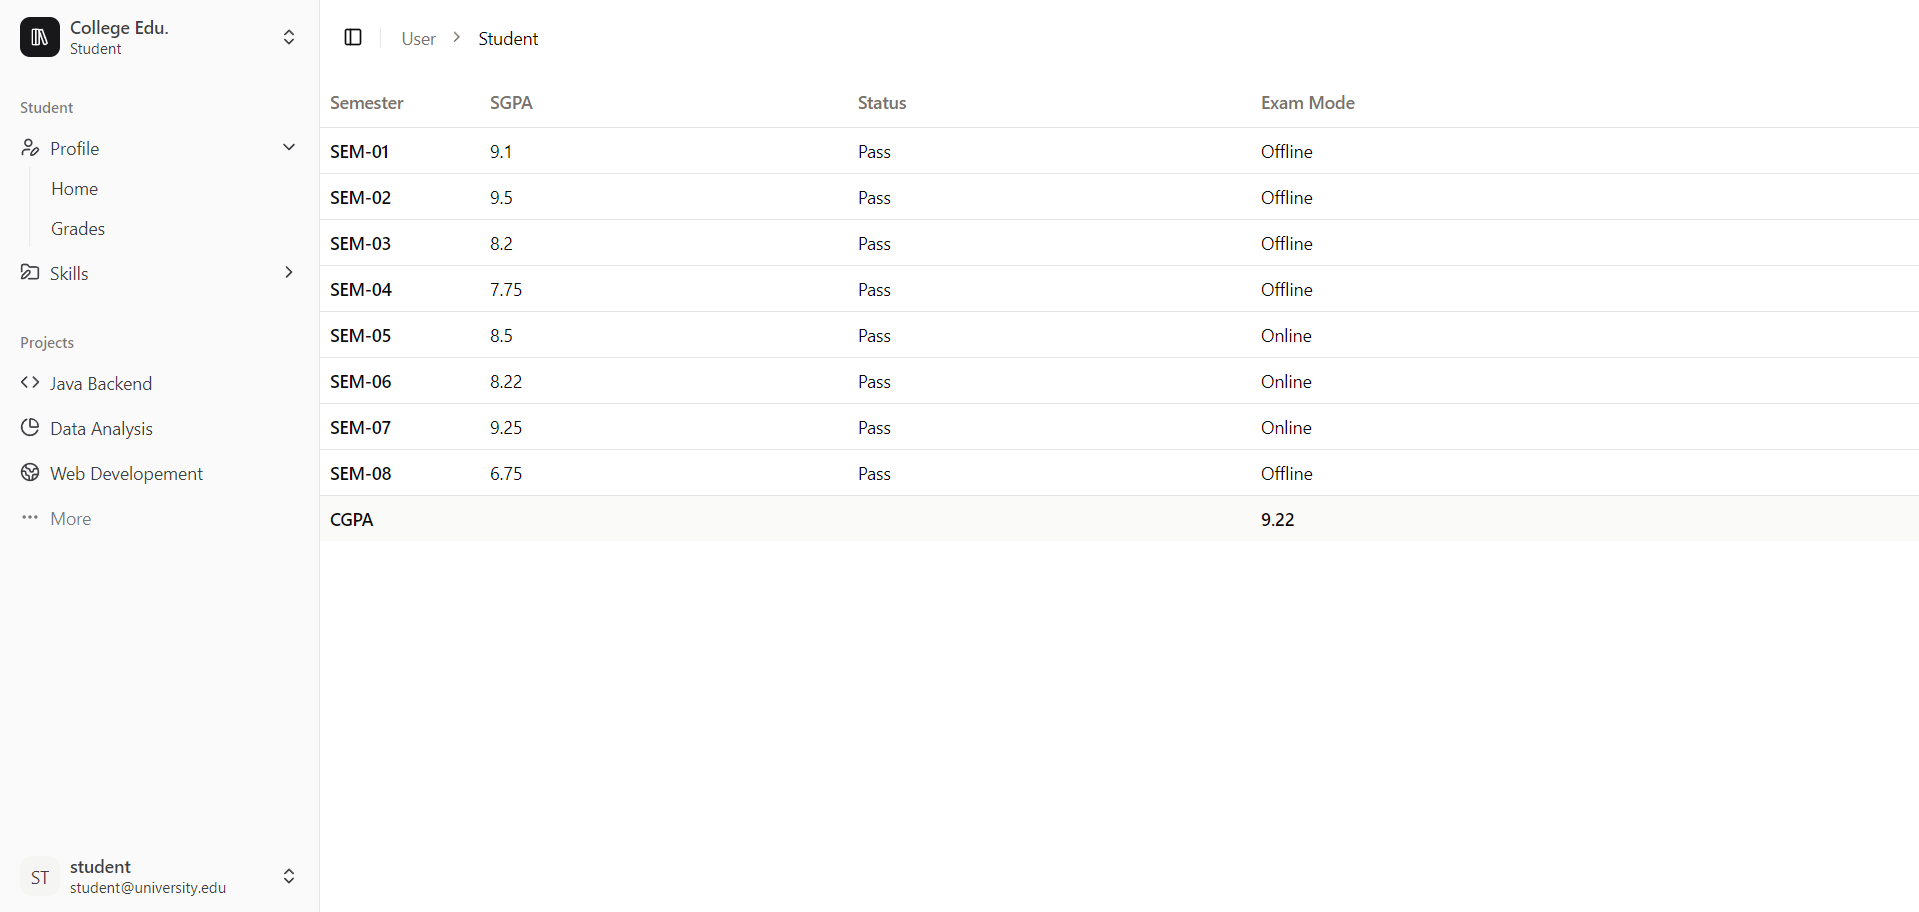 College Edu.
Student
Student
Profile
Home
Grades
Skills
Projects
Java Backend
Data Analysis
Web Developement
More
ST
student
student@university.edu
User > Student
Semester SGPA Status Exam Mode
SEM-01 9.1 Pass Offline
SEM-02 9.5 Pass Offline
SEM-03 8.2 Pass Offline
SEM-04 7.75 Pass Offline
SEM-05 8.5 Pass Online
SEM-06 8.22 Pass Online
SEM-07 9.25 Pass Online
SEM-08 6.75 Pass Offline
CGPA 9.22